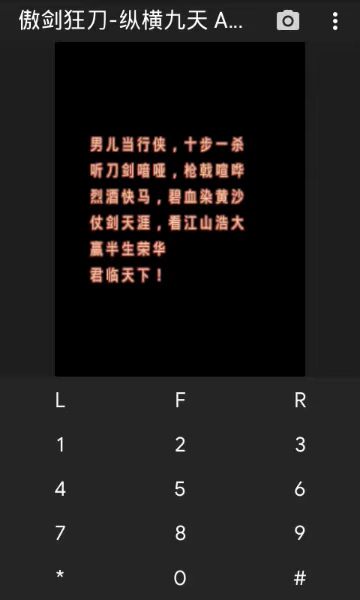 傲剑狂刀-纵横九天 A...
男儿当行侠，十步一杀
听刀剑喑哑，枪戟喧哗
烈酒快马，碧血染黄沙
仗剑天涯，看江山浩大
赢半生荣华
君临天下！
L F R
1 2 3
4 5 6
7 8 9
* 0 #